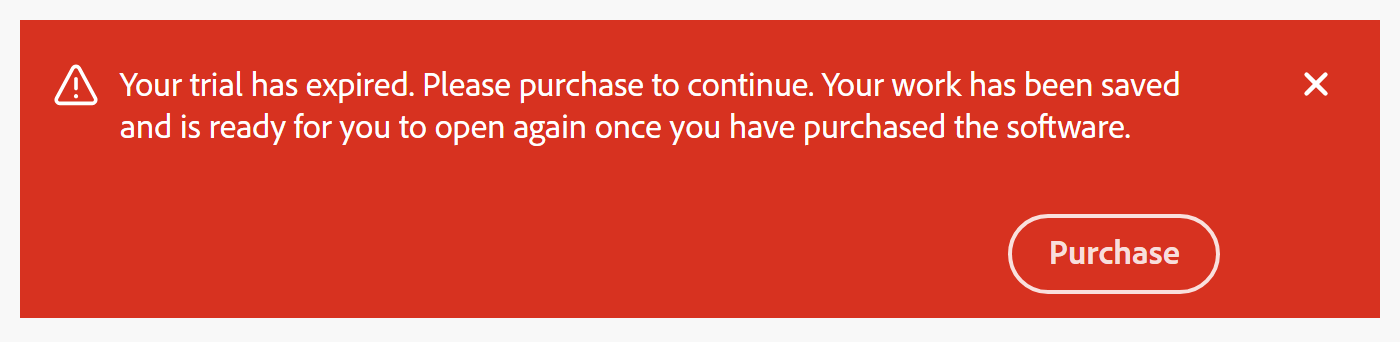 Your trial has expired. Please purchase to continue. Your work has been saved
and is ready for you to open again once you have purchased the software.
Purchase